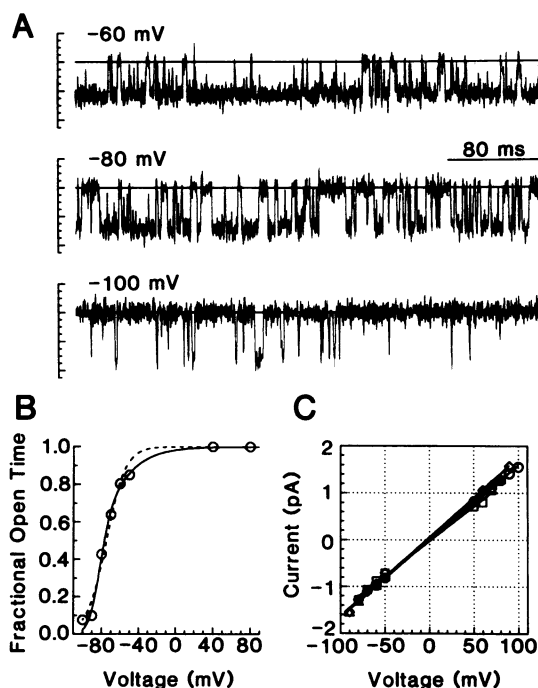 A
-60 mV
-80 mV
80 ms
-100 mV
B
C
Fractional Open Time
1.0
0.8
0.6
0.4
0.2
0.0
-80 -40 0 40 80
Voltage (mV)
Current (pA)
2
1
0
-1
-2
-100 -50 0 50 100
Voltage (mV)